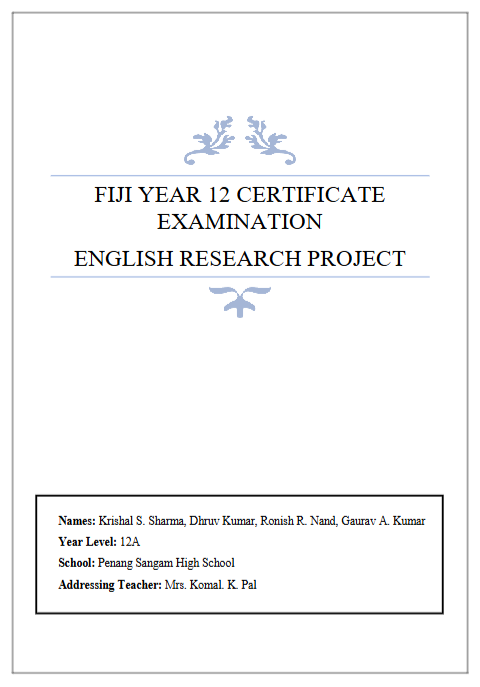 FIJI YEAR 12 CERTIFICATE
EXAMINATION
ENGLISH RESEARCH PROJECT
Names: Krishal S. Sharma, Dhruv Kumar, Ronish R. Nand, Gaurav A. Kumar
Year Level: 12A
School: Penang Sangam High School
Addressing Teacher: Mrs. Komal. K. Pal